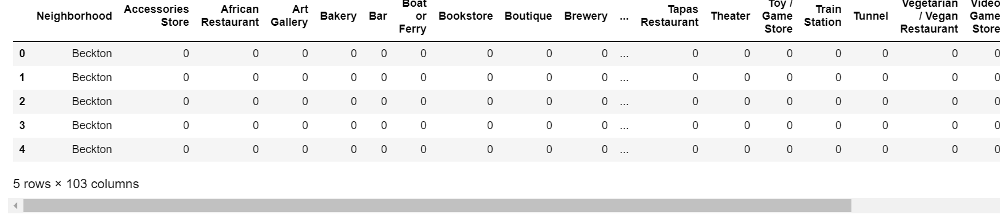 Neighborhood Accessories Store African Restaurant Art Gallery Bakery Bar Boat or Ferry Bookstore Boutique Brewery ... Tapas Restaurant Theater Toy / Game Store Train Station Tunnel Vegetarian / Vegan Restaurant Video Game Store
0 Beckton 0 0 0 0 0 0 0 0 0 ... 0 0 0 0 0 0 0
1 Beckton 0 0 0 0 0 0 0 0 0 ... 0 0 0 0 0 0 0
2 Beckton 0 0 0 0 0 0 0 0 0 ... 0 0 0 0 0 0 0
3 Beckton 0 0 0 0 0 0 0 0 0 ... 0 0 0 0 0 0 0
4 Beckton 0 0 0 0 0 0 0 0 0 ... 0 0 0 0 0 0 0
5 rows × 103 columns